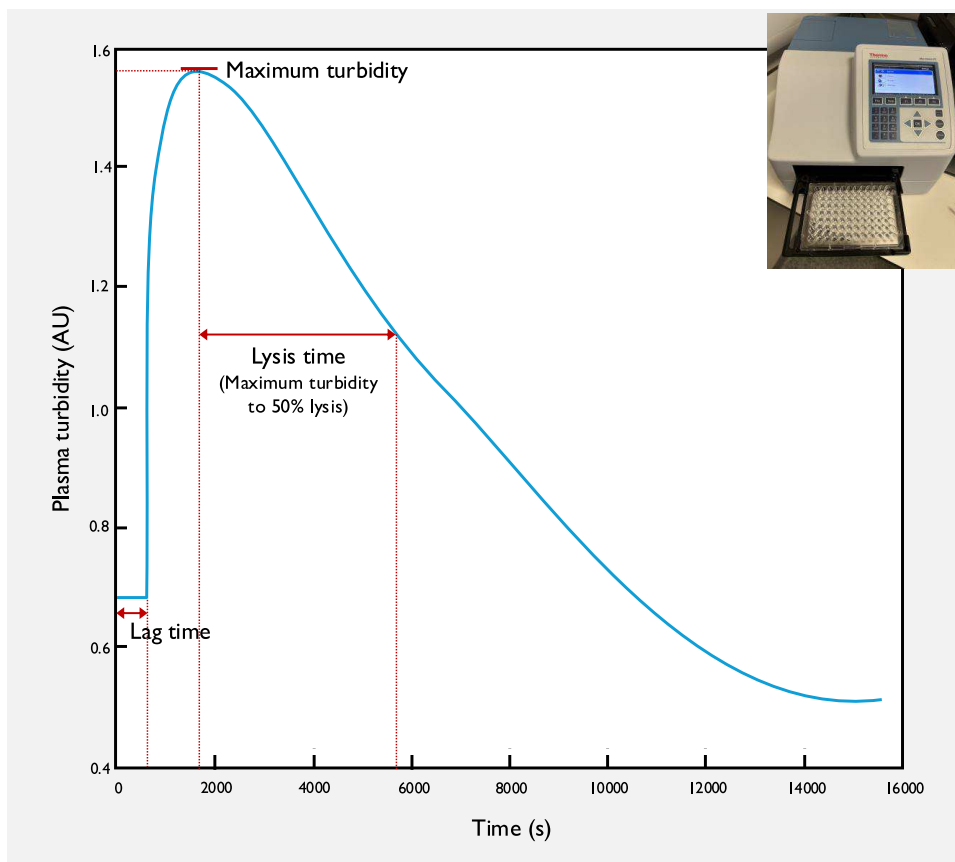 1.6
1.4
1.2
1.0
0.8
0.6
0.4
Plasma turbidity (AU)
Maximum turbidity
Lysis time
(Maximum turbidity
to 50% lysis)
Lag time
0 2000 4000 6000 8000 10000 12000 14000 16000
Time (s)
Thermo